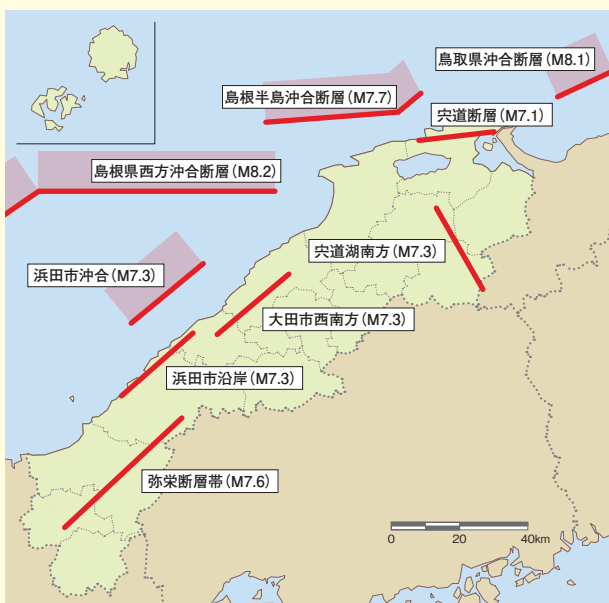 鳥取県沖合断層(M8.1)
島根半島沖合断層(M7.7)
宍道断層(M7.1)
島根県西方沖合断層(M8.2)
宍道湖南方(M7.3)
浜田市沖合(M7.3)
大田市西南方(M7.3)
浜田市沿岸(M7.3)
弥栄断層帯(M7.6)
0 20 40km